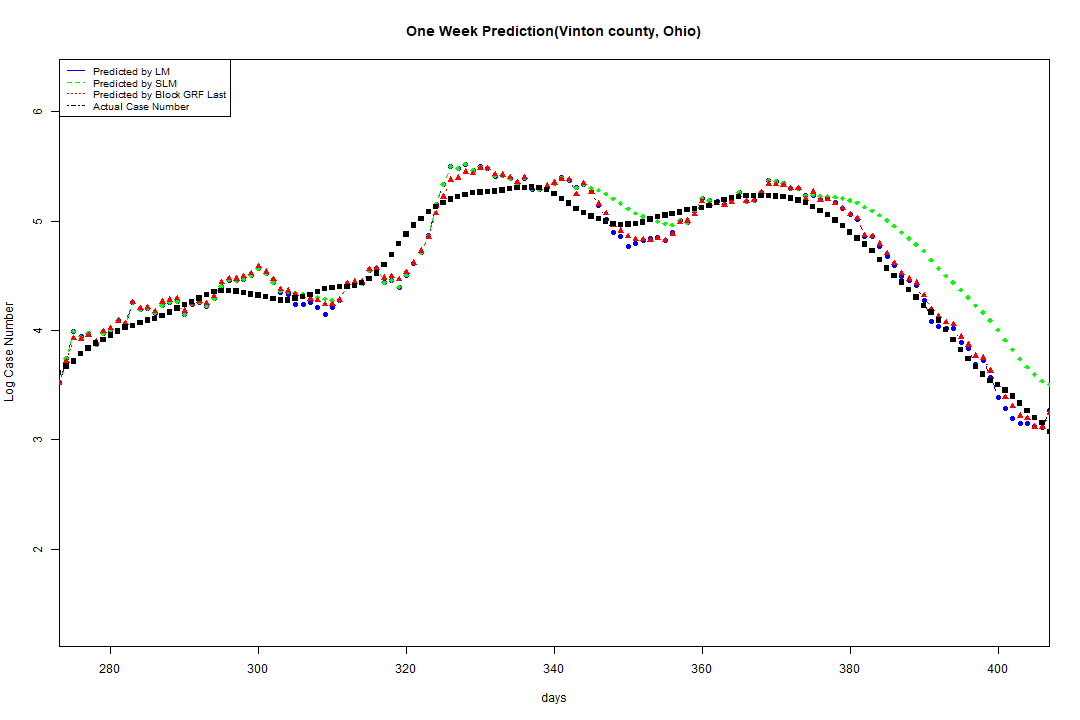 One Week Prediction(Vinton county, Ohio)
Predicted by LM
Predicted by SLM
Predicted by Block GRF Last
Actual Case Number
6
5
4
3
2
Log Case Number
280 300 320 340 360 380 400
days